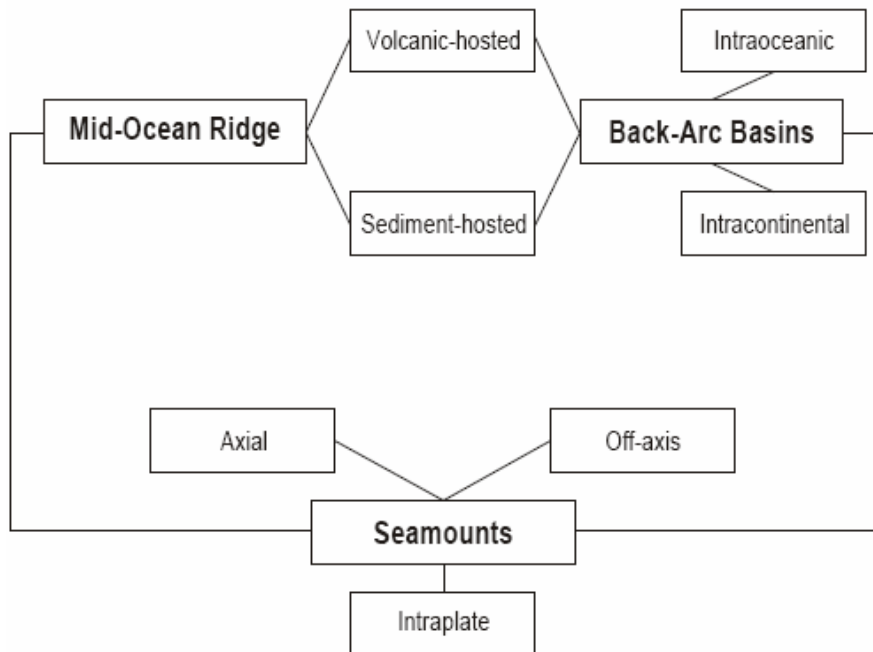 Volcanic-hosted
Intraoceanic
Mid-Ocean Ridge
Back-Arc Basins
Sediment-hosted
Intracontinental
Axial
Off-axis
Seamounts
Intraplate